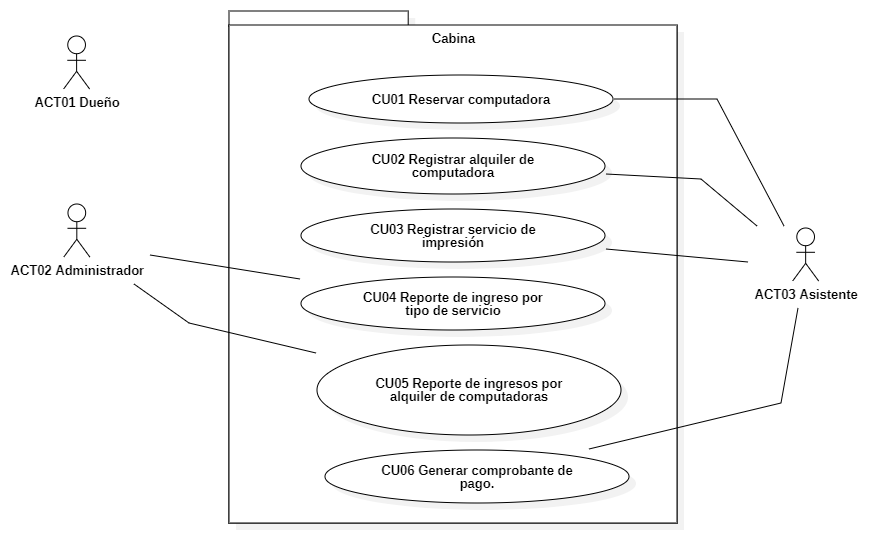 Cabina
ACT01 Dueño
CU01 Reservar computadora
CU02 Registrar alquiler de
computadora
CU03 Registrar servicio de
impresión
ACT02 Administrador
ACT03 Asistente
CU04 Reporte de ingreso por
tipo de servicio
CU05 Reporte de ingresos por
alquiler de computadoras
CU06 Generar comprobante de
pago.